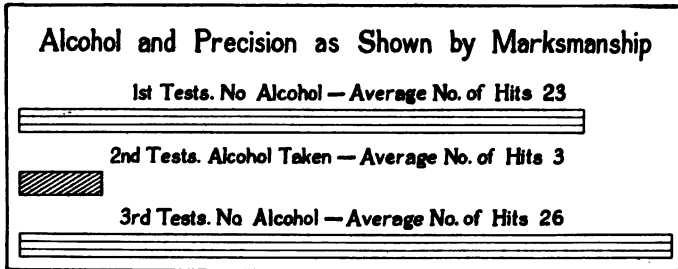 Alcohol and Precision as Shown by Marksmanship
1st Tests. No Alcohol — Average No. of Hits 23
2nd Tests. Alcohol Taken — Average No. of Hits 3
3rd Tests. No Alcohol — Average No. of Hits 26